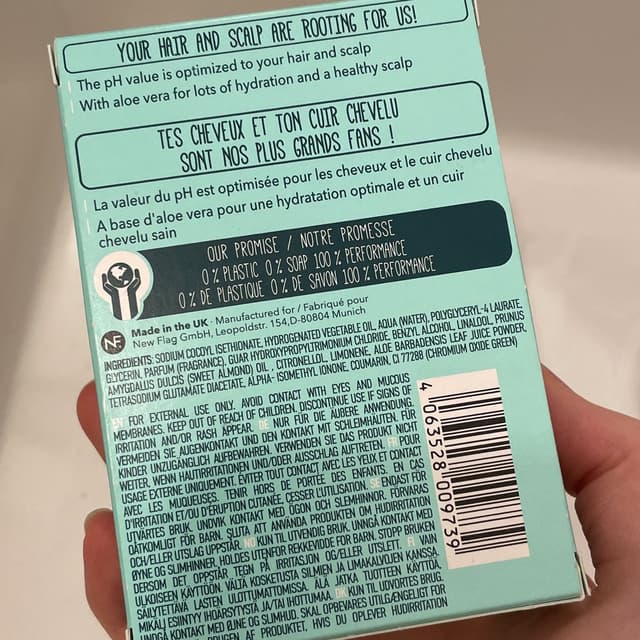 YOUR HAIR AND SCALP ARE ROOTING FOR US!
The pH value is optimized to your hair and scalp
With aloe vera for lots of hydration and a healthy scalp
TES CHEVEUX ET TON CUIR CHEVELU
SONT NOS PLUS GRANDS FANS !
La valeur du pH est optimisée pour les cheveux et le cuir chevelu
A base d'aloe vera pour une hydratation optimale et un cuir
chevelu sain
OUR PROMISE / NOTRE PROMESSE
0 % PLASTIC 0 % SOAP 100 % PERFORMANCE
0 % DE PLASTIQUE 0 % DE SAVON 100 % PERFORMANCE
NF
Made in the UK · Manufactured for / Fabriqué pour
New Flag GmbH, Leopoldstr. 154,D-80804 Munich
INGREDIENTS: SODIUM COCOYL ISETHIONATE, HYDROGENATED VEGETABLE OIL, AQUA (WATER), POLYGLYCERYL-4 LAURATE,
GLYCERIN, PARFUM (FRAGRANCE), GUAR HYDROXYPROPYLTRIMONIUM CHLORIDE, BENZYL ALCOHOL, LINALOOL, PRUNUS
AMYGDALUS DULCIS (SWEET ALMOND) OIL , CITRONELLOL, LIMONENE, ALOE BARBADENSIS LEAF JUICE POWDER,
TETRASODIUM GLUTAMATE DIACETATE, ALPHA- ISOMETHYL IONONE, COUMARIN, CI 77288 (CHROMIUM OXIDE GREEN)
EN FOR EXTERNAL USE ONLY. AVOID CONTACT WITH EYES AND MUCOUS
MEMBRANES. KEEP OUT OF REACH OF CHILDREN. DISCONTINUE USE IF SIGNS OF
IRRITATION AND/OR RASH APPEAR. DE NUR FÜR DIE ÄUßERE ANWENDUNG.
VERMEIDEN SIE AUGENKONTAKT UND DEN KONTAKT MIT SCHLEIMHÄUTEN. FÜR
KINDER UNZUGÄNGLICH AUFBEWAHREN. VERWENDEN SIE DAS PRODUKT NICHT
WEITER, WENN HAUTIRRITATIONEN UND/ODER AUSSCHLAG AUFTRETEN. FR POUR
USAGE EXTERNE UNIQUEMENT. ÉVITER TOUT CONTACT AVEC LES YEUX ET CONTACT
AVEC LES MUQUEUSES. TENIR HORS DE PORTÉE DES ENFANTS. EN CAS
D'IRRITATION ET/OU D'ÉRUPTION CUTANÉE, CESSER L'UTILISATION. SE ENDAST FÖR
UTVÄRTES BRUK. UNDVIK KONTAKT MED ÖGON OCH SLEMHINNOR. FÖRVARAS
OÅTKOMLIGT FÖR BARN. SLUTA ATT ANVÄNDA PRODUKTEN OM HUDIRRITATION
OCH/ELLER UTSLAG UPPSTÅR. NO KUN TIL UTVENDIG BRUK. UNNGÅ KONTAKT MED
ØYNE OG SLIMHINNER. HOLDES UTENFOR REKKEVIDDE FOR BARN. STOPP BRUKEN
DERSOM DET OPPSTÅR TEGN PÅ IRRITASJON OG/ELLER UTSLETT. FI VAIN
ULKOISEEN KÄYTTÖÖN. VÄLTÄ KOSKETUSTA SILMIEN JA LIMAKALVOJEN KANSSA.
SÄILYTETTÄVÄ LASTEN ULOTTUMATTOMISSA. ÄLÄ JATKA TUOTTEEN KÄYTTÖÄ,
MIKÄLI ESIINTYY IHOÄRSYTYSTÄ JA/TAI IHOTTUMAA. DK KUN TIL UDVORTES BRUG.
UNDGÅ KONTAKT MED ØJNE OG SLIMHUD. SKAL OPBEVARES UTILGÆNGELIGT FOR
BRUGEN AF PRODUKTET, HVIS DU OPLEVER HUDIRRITATION
4 063528 009739